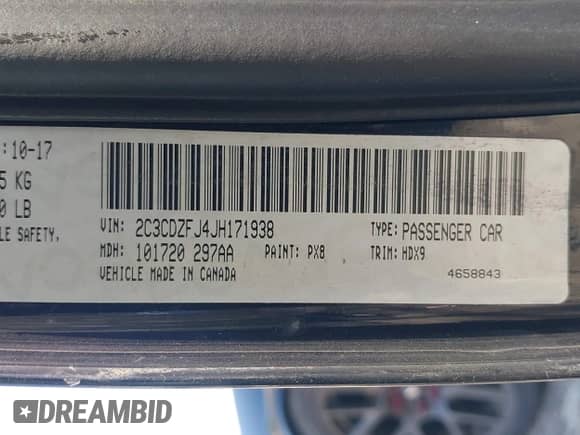 : 10-17
5 KG
0 LB
LE SAFETY,
VIN: 2C3CDZFJ4JH171938 TYPE: PASSENGER CAR
MDH: 101720 297AA PAINT: PX8 TRIM: HDX9
VEHICLE MADE IN CANADA 4658843
DREAMBID